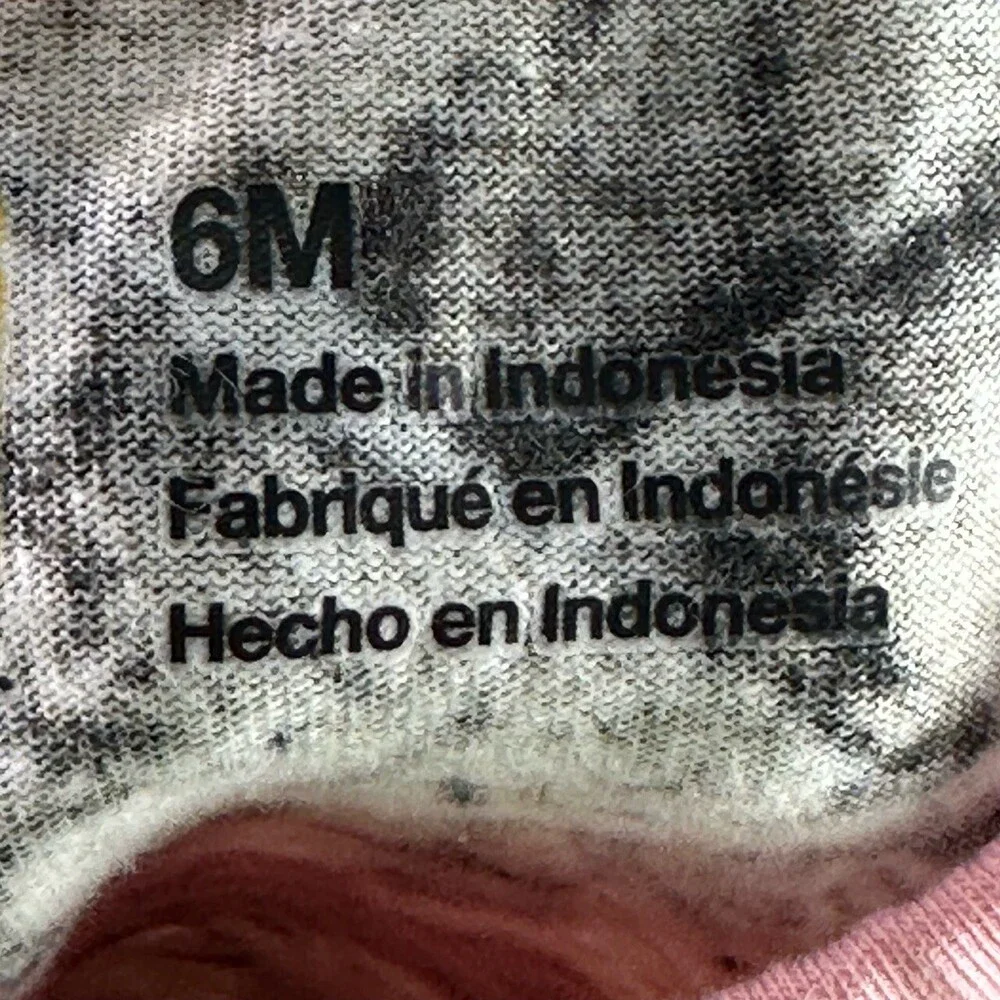 6M
Made in Indonesia
Fabriqué en Indonésie
Hecho en Indonesia